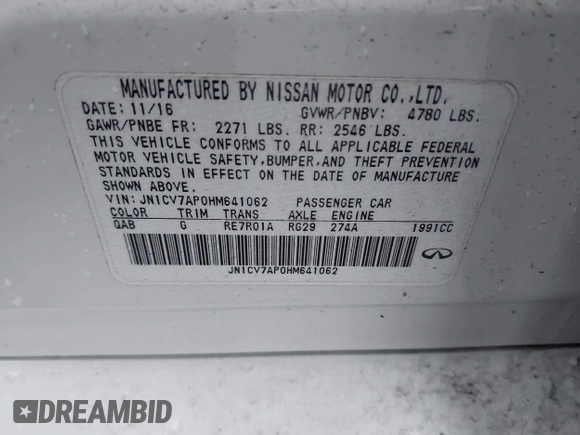 MANUFACTURED BY NISSAN MOTOR CO.,LTD.
DATE: 11/16 GVWR/PNBV: 4780 LBS.
GAWR/PNBE FR: 2271 LBS. RR: 2546 LBS.
THIS VEHICLE CONFORMS TO ALL APPLICABLE FEDERAL
MOTOR VEHICLE SAFETY, BUMPER, AND THEFT PREVENTION
STANDARDS IN EFFECT ON THE DATE OF MANUFACTURE
SHOWN ABOVE.
VIN: JN1CV7AP0HM641062 PASSENGER CAR
COLOR TRIM TRANS AXLE ENGINE
QAB G RE7R01A RG29 274A 1991CC
JN1CV7AP0HM641062
DREAMBID